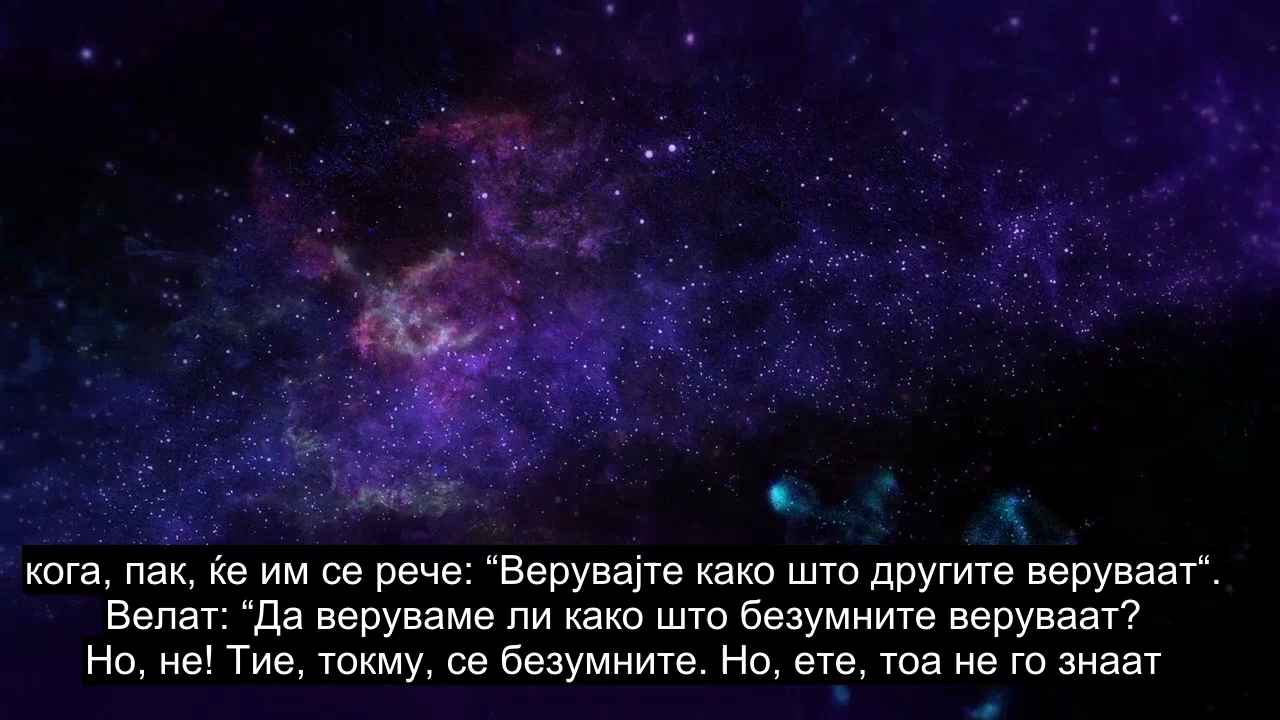 кога, пак, ќе им се рече: “Верувајте како што другите веруваат“.
Велат: “Да веруваме ли како што безумните веруваат?
Но, не! Тие, токму, се безумните. Но, ете, тоа не го знаат